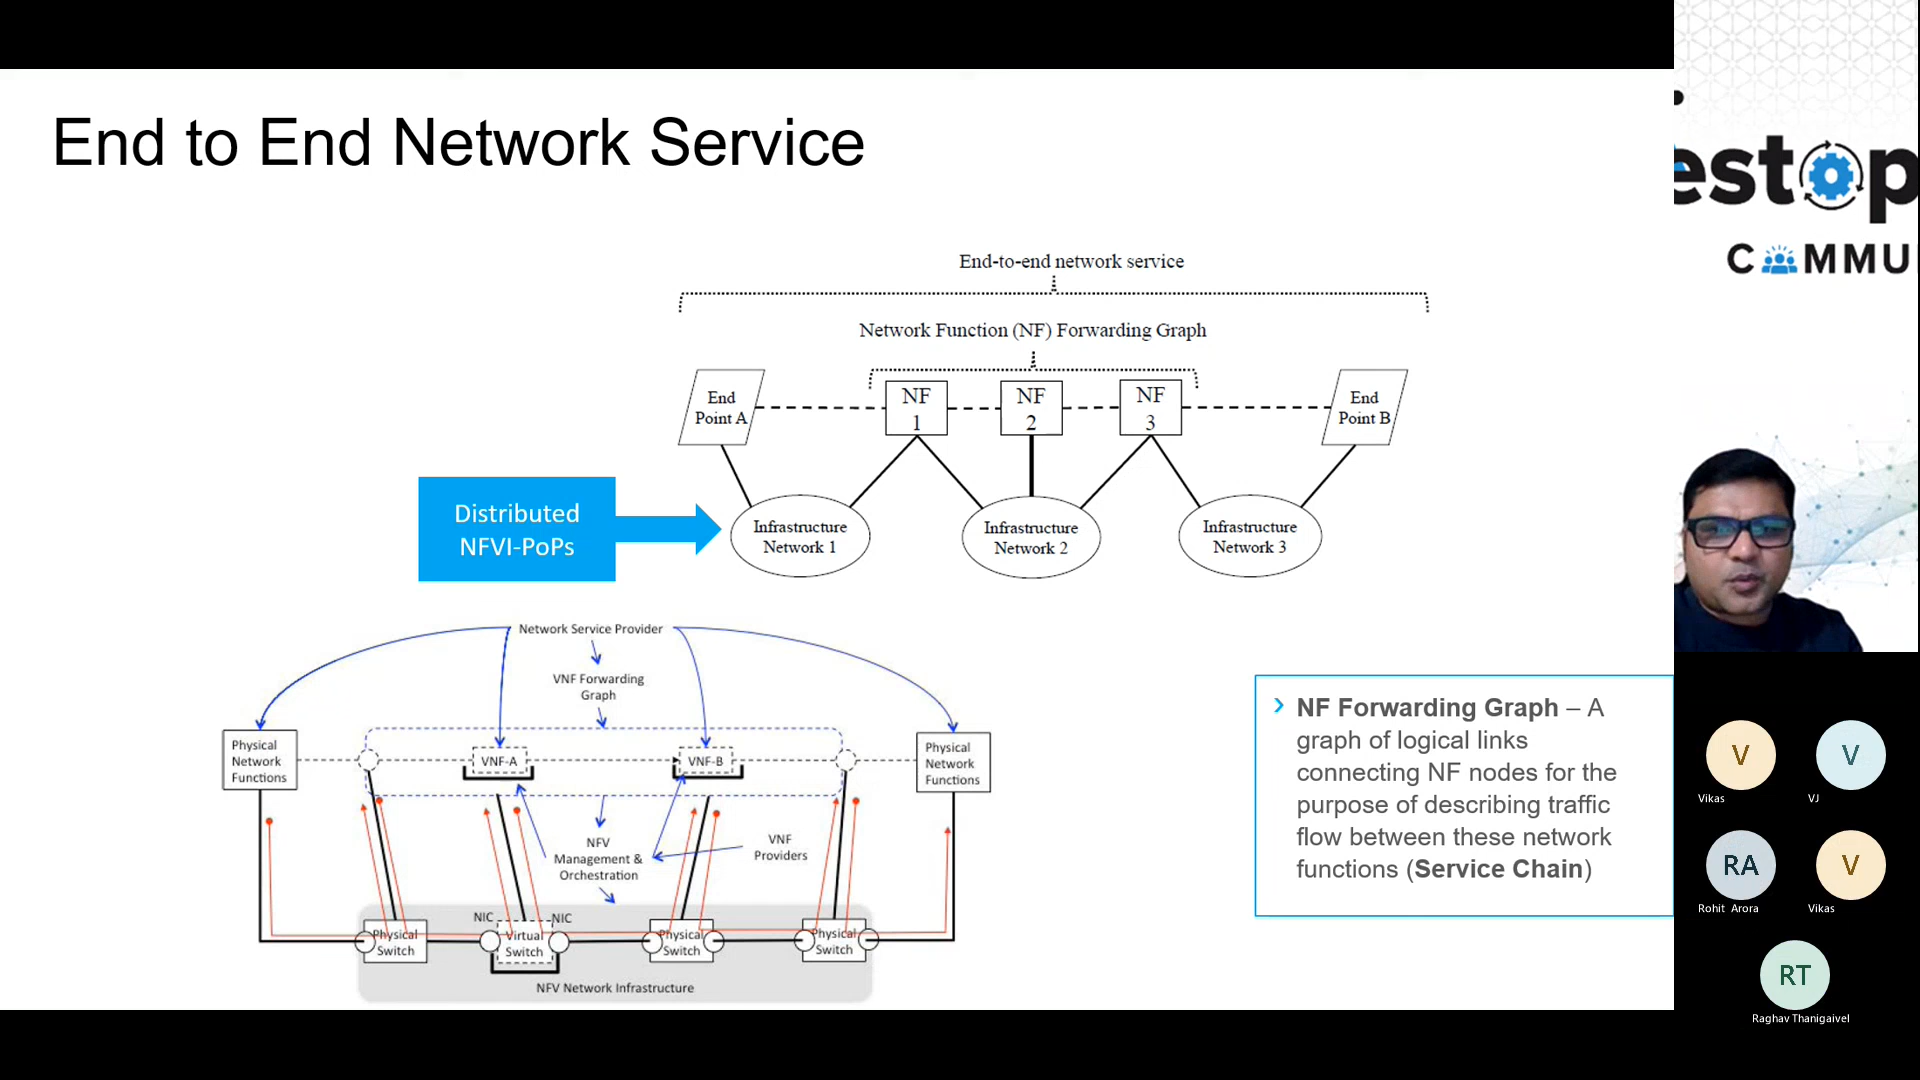 End to End Network Service
End-to-end network service
Network Function (NF) Forwarding Graph
End
Point A
NF
1
NF
2
NF
3
End
Point B
Distributed
NFVI-PoPs
Infrastructure
Network 1
Infrastructure
Network 2
Infrastructure
Network 3
Network Service Provider
VNF Forwarding
Graph
Physical
Network
Functions
VNF-A
VNF-B
Physical
Network
Functions
NFV
Management &
Orchestration
VNF
Providers
NIC
NIC
Physical
Switch
Virtual
Switch
Physical
Switch
Physical
Switch
NFV Network Infrastructure
› NF Forwarding Graph – A
graph of logical links
connecting NF nodes for the
purpose of describing traffic
flow between these network
functions (Service Chain)
estop
COMMU
V
Vikas
V
VJ
RA
Rohit Arora
V
Vikas
RT
Raghav Thanigaivel